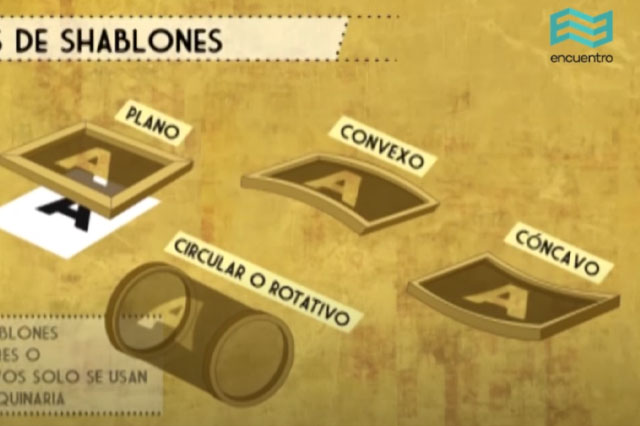 S DE SHABLONES
encuentro
PLANO
CONVEXO
CÓNCAVO
CIRCULAR O ROTATIVO
A
A
A
A
A
BLONES
RES O
VOS SOLO SE USAN
QUINARIA